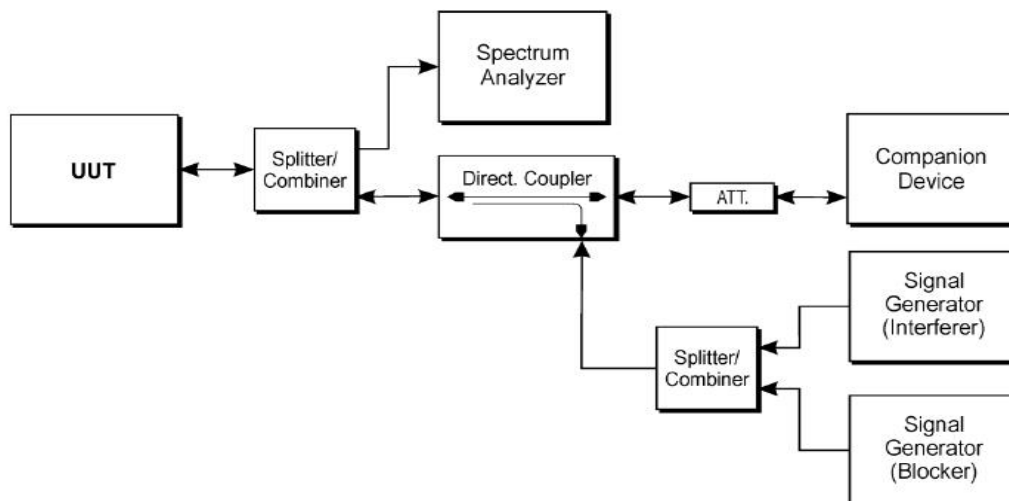 Spectrum
Analyzer
UUT
Splitter/
Combiner
Direct. Coupler
ATT.
Companion
Device
Signal
Generator
(Interferer)
Splitter/
Combiner
Signal
Generator
(Blocker)